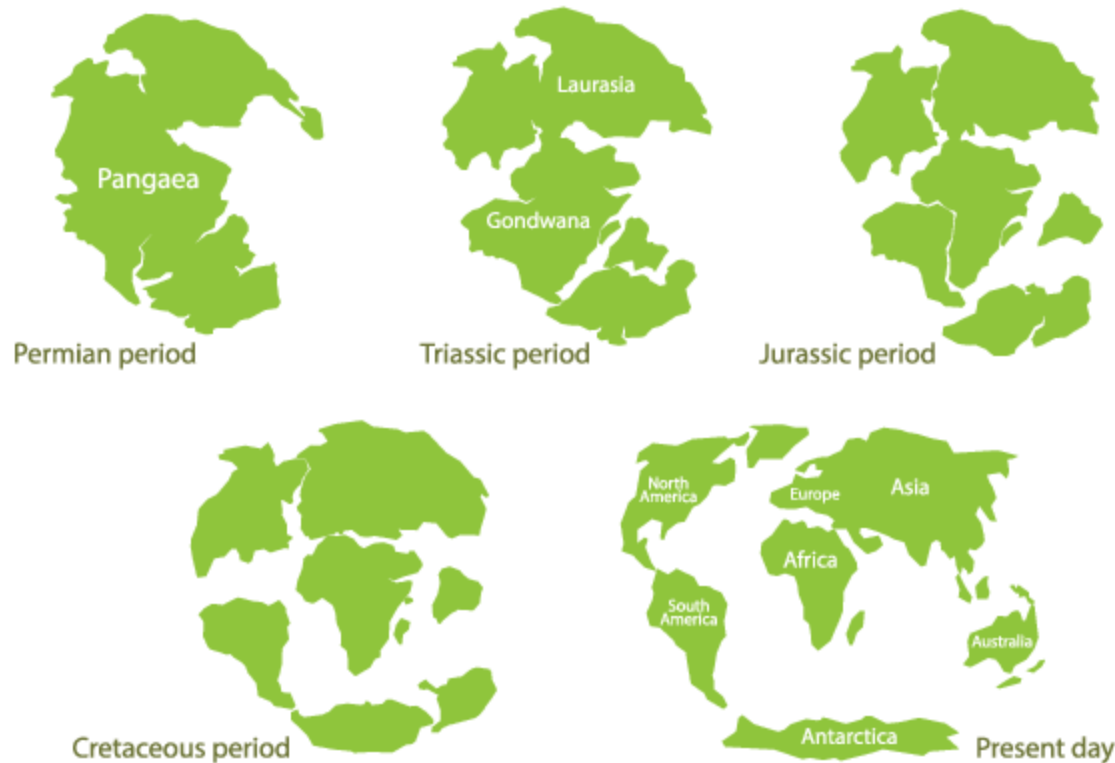 Pangaea
Permian period
Laurasia
Gondwana
Triassic period
Jurassic period
Cretaceous period
North
America
Europe
Asia
Africa
South
America
Australia
Antarctica
Present day